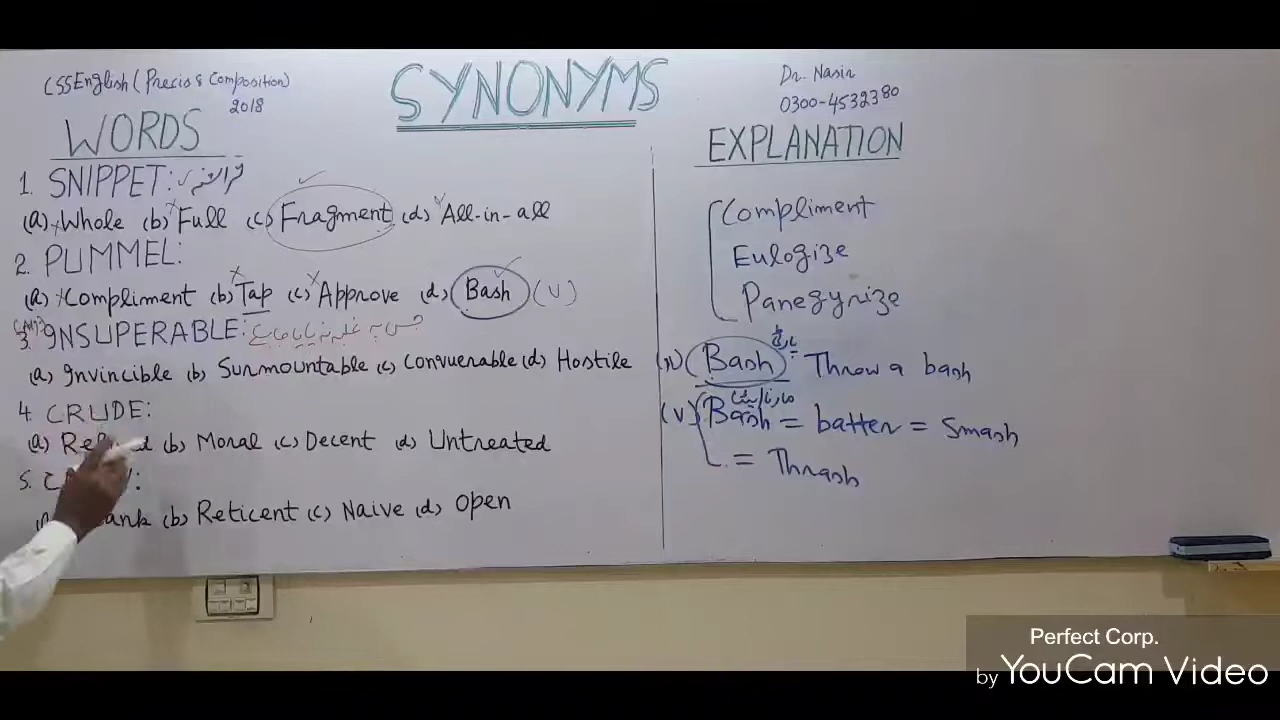 CSS English (Precis & Composition)
2018
SYNONYMS
Dr. Nasir
0300-4532380
WORDS
1. SNIPPET:
(a) Whole (b) Full (c) Fragment (d) All-in-all
2. PUMMEL:
(a) Compliment (b) Tap (c) Approve (d) Bash (V)
3. INSUPERABLE:
(a) Invincible (b) Surmountable (c) Convuerable (d) Hostile
4. CRUDE:
(a) (b) Moral (c) Decent (d) Untreated
5.
(b) Reticent (c) Naive (d) Open
EXPLANATION
Compliment
Eulogize
Panegyrize
(N) Bash Throw a bash
(V) Bash = batter = Smash
= Thrash
Perfect Corp.
by YouCam Video